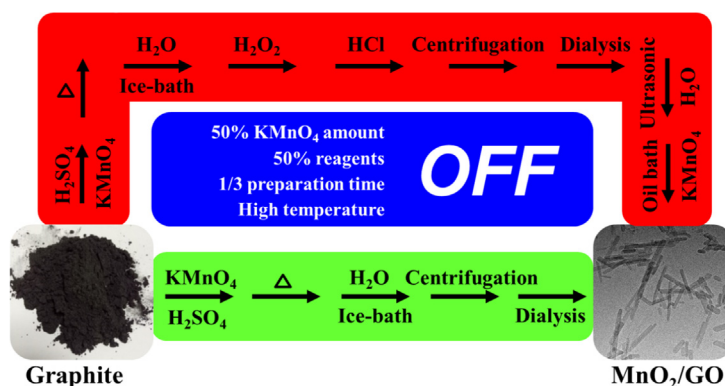 H₂O
Ice-bath
H₂O₂
HCl
Centrifugation
Dialysis
△
H₂SO₄
KMnO₄
Ultrasonic
H₂O
Oil bath
KMnO₄
50% KMnO₄ amount
50% reagents
1/3 preparation time
High temperature
OFF
KMnO₄
H₂SO₄
△
H₂O
Ice-bath
Centrifugation
Dialysis
Graphite
MnO₂/GO